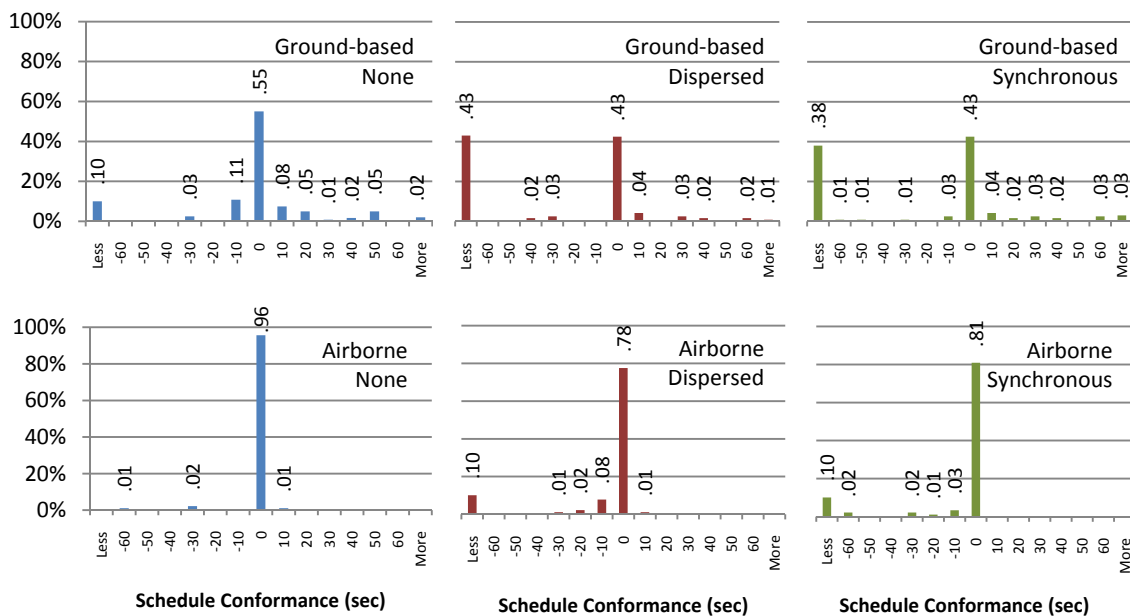 100%
80%
60%
40%
20%
0%
Ground-based
None
.10
.03
.11
.55
.08
.05
.01
.02
.05
.02
Less -60 -50 -40 -30 -20 -10 0 10 20 30 40 50 60 More
Ground-based
Dispersed
.43
.02
.03
.43
.04
.03
.02
.02
.01
Less -60 -50 -40 -30 -20 -10 0 10 20 30 40 50 60 More
Ground-based
Synchronous
.38
.01
.01
.01
.03
.43
.04
.02
.03
.02
.03
.03
Less -60 -50 -40 -30 -20 -10 0 10 20 30 40 50 60 More
100%
80%
60%
40%
20%
0%
Airborne
None
.01
.02
.96
.01
Less -60 -50 -40 -30 -20 -10 0 10 20 30 40 50 60 More
Schedule Conformance (sec)
Airborne
Dispersed
.10
.01
.02
.08
.78
.01
Less -60 -50 -40 -30 -20 -10 0 10 20 30 40 50 60 More
Schedule Conformance (sec)
Airborne
Synchronous
.10
.02
.02
.01
.03
.81
Less -60 -50 -40 -30 -20 -10 0 10 20 30 40 50 60 More
Schedule Conformance (sec)